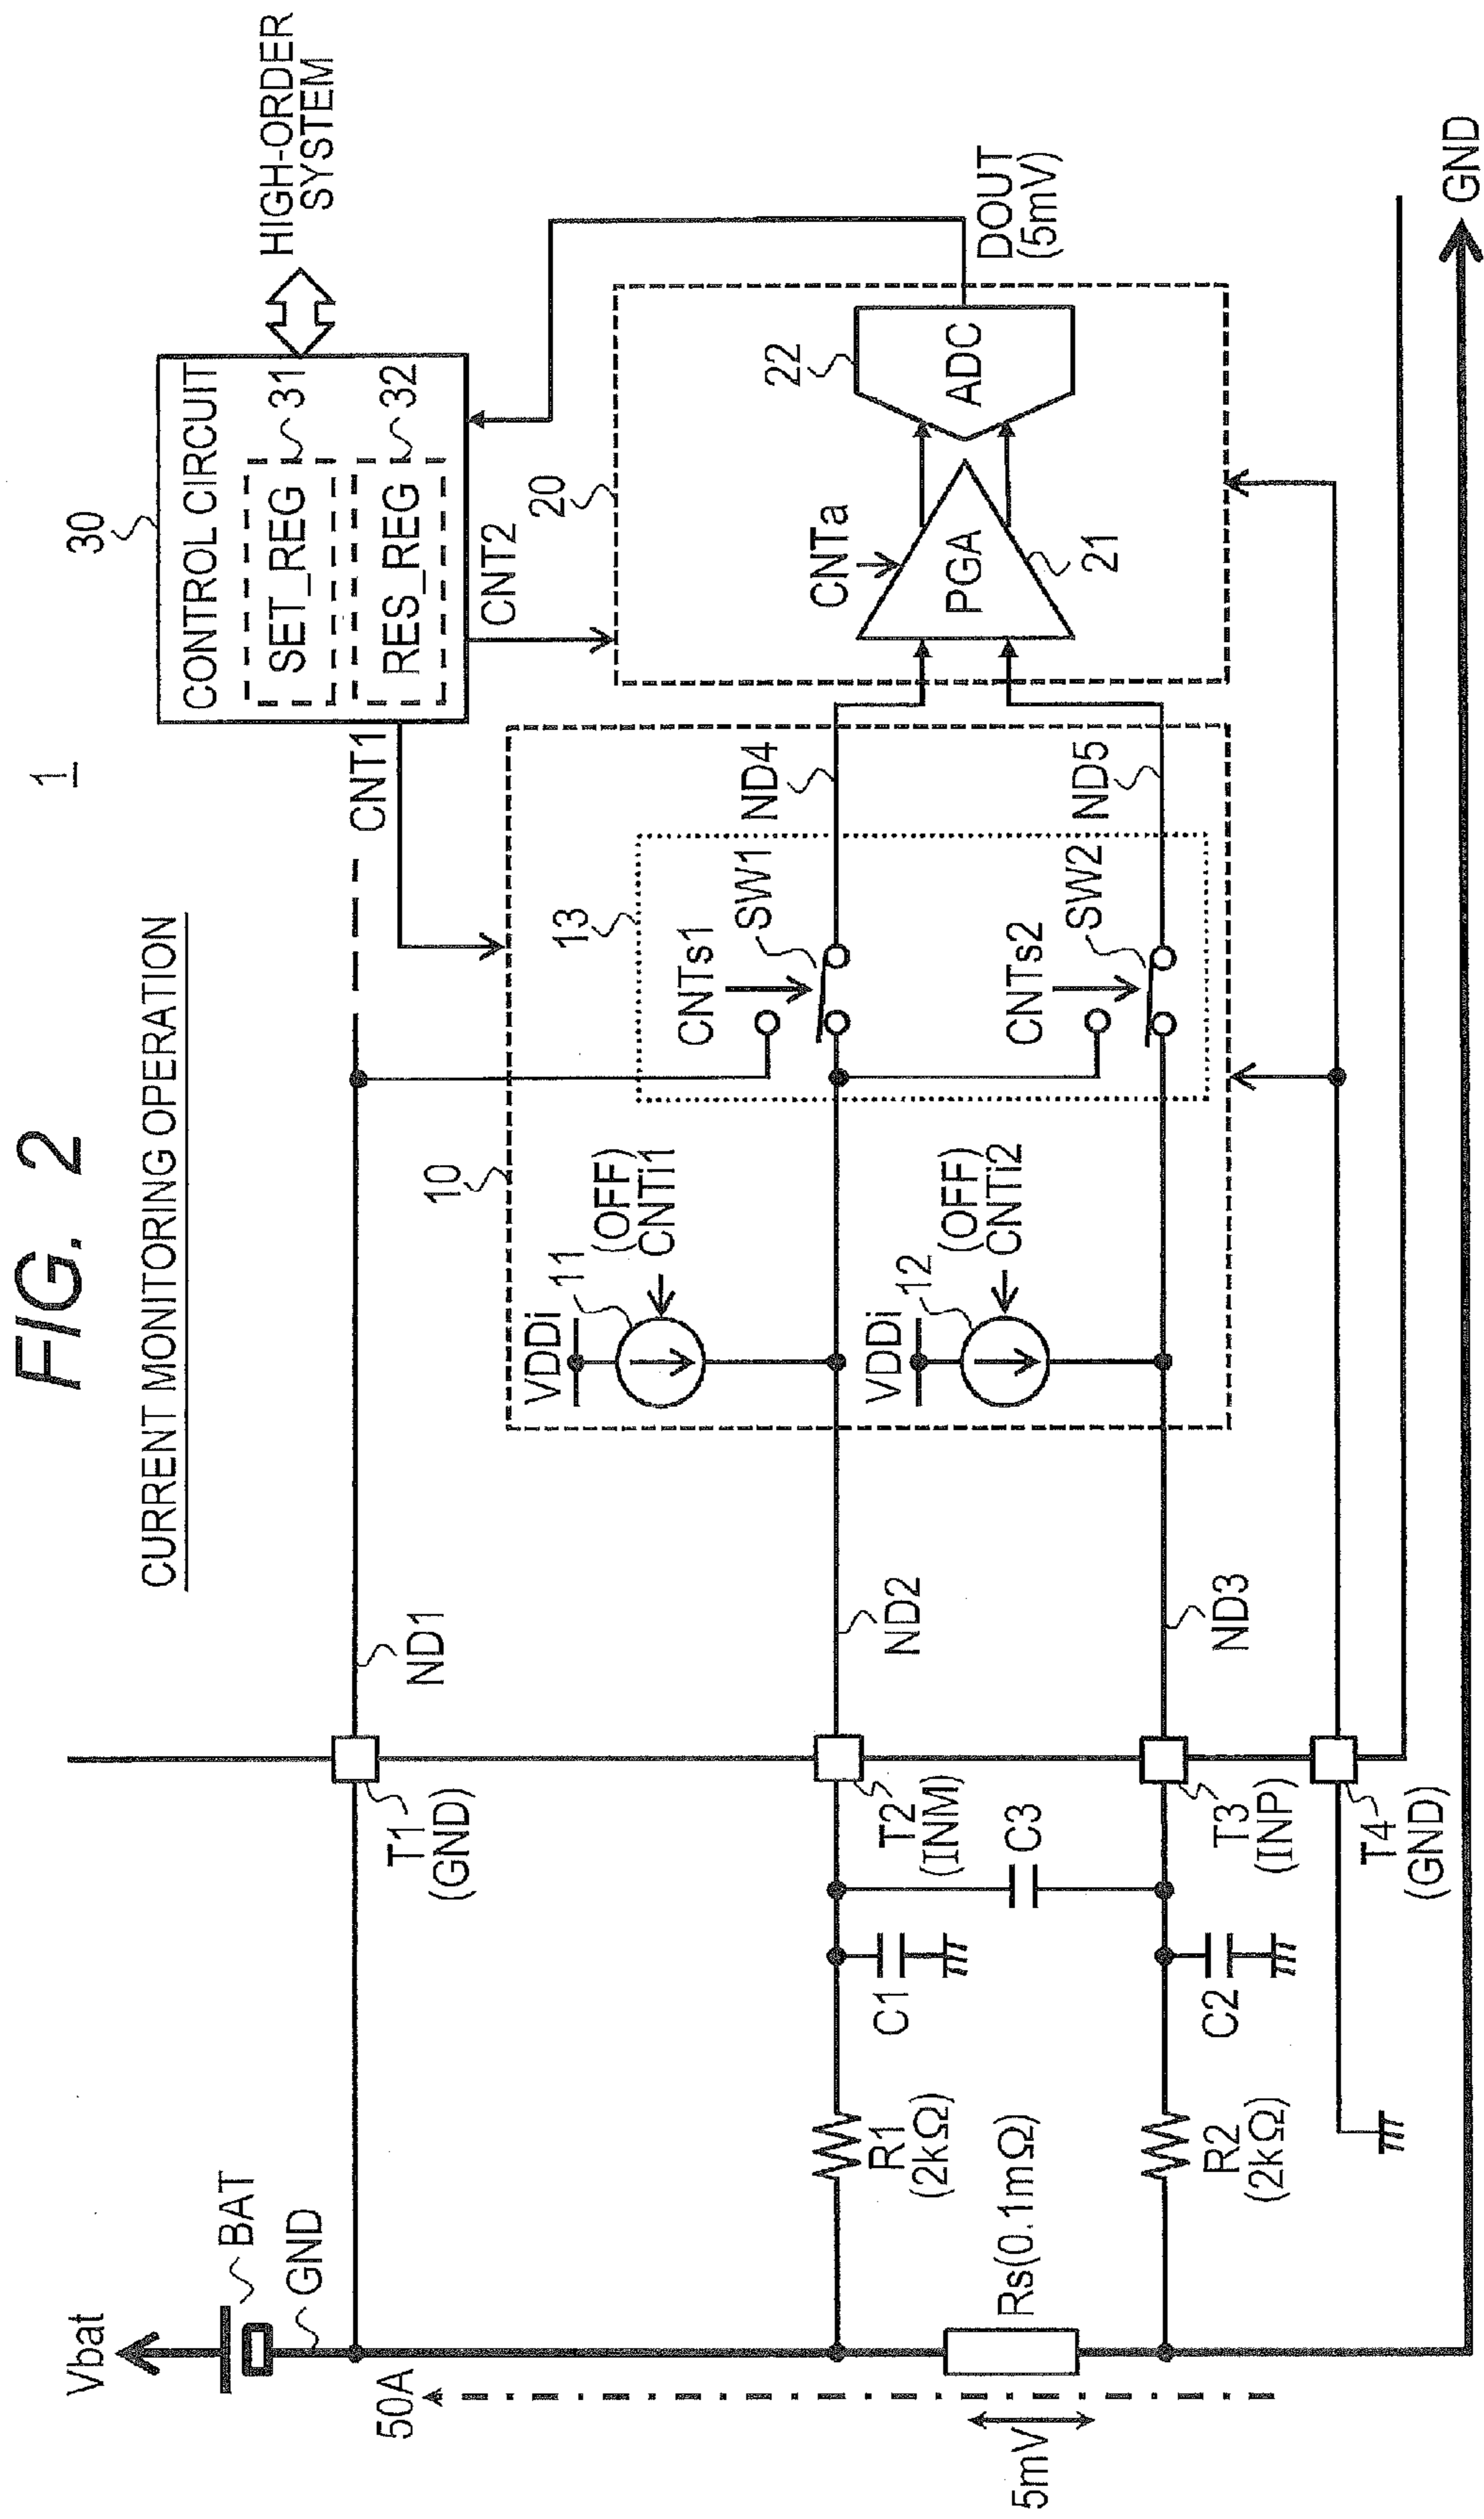 FIG. 2
1
CURRENT MONITORING OPERATION
30
CONTROL CIRCUIT
SET_REG
31
RES_REG
32
HIGH-ORDER
SYSTEM
CNT1
CNT2
Vbat
BAT
GND
50A
ND1
T1
(GND)
10
13
20
VDDi
11
(OFF)
CNTi1
CNTs1
SW1
ND4
CNTa
PGA
21
22
ADC
DOUT
(5mV)
R1
(2kΩ)
C1
T2
(INM)
ND2
C3
VDDi
12
(OFF)
CNTi2
CNTs2
SW2
ND5
5mV
Rs(0.1mΩ)
R2
(2kΩ)
C2
T3
(INP)
ND3
T4
(GND)
GND